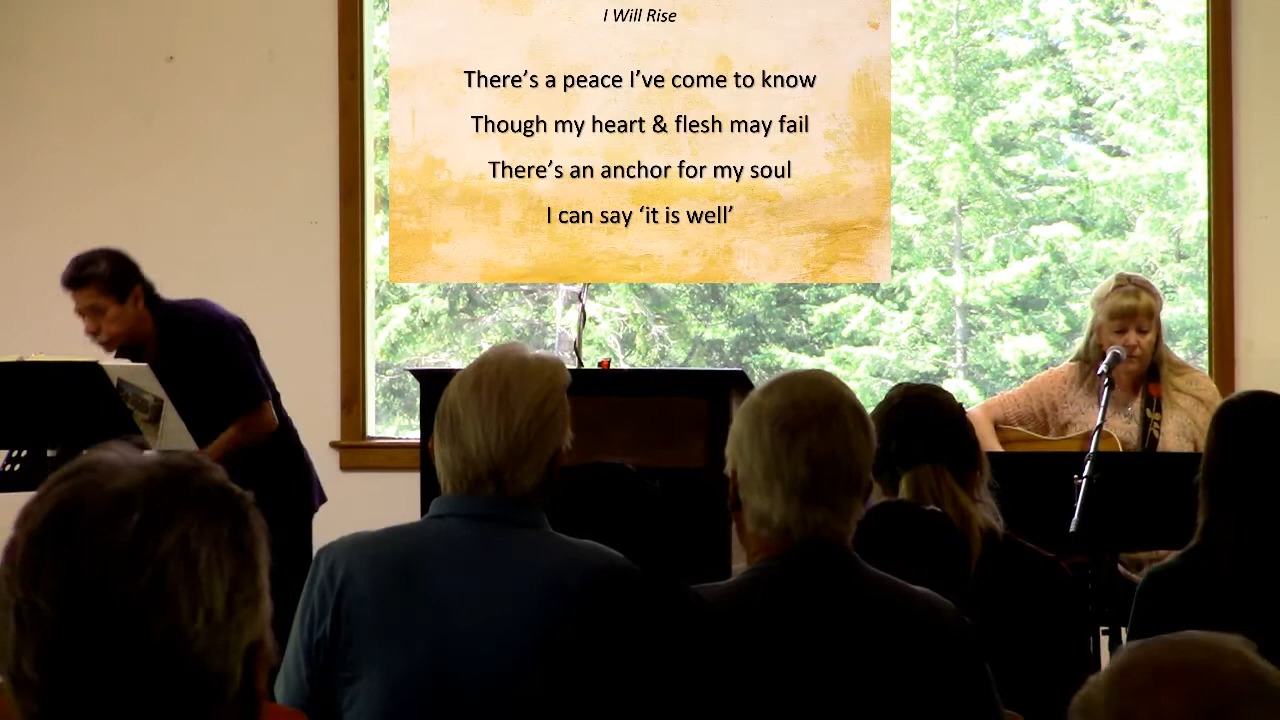 I Will Rise
There’s a peace I’ve come to know
Though my heart & flesh may fail
There’s an anchor for my soul
I can say ‘it is well’